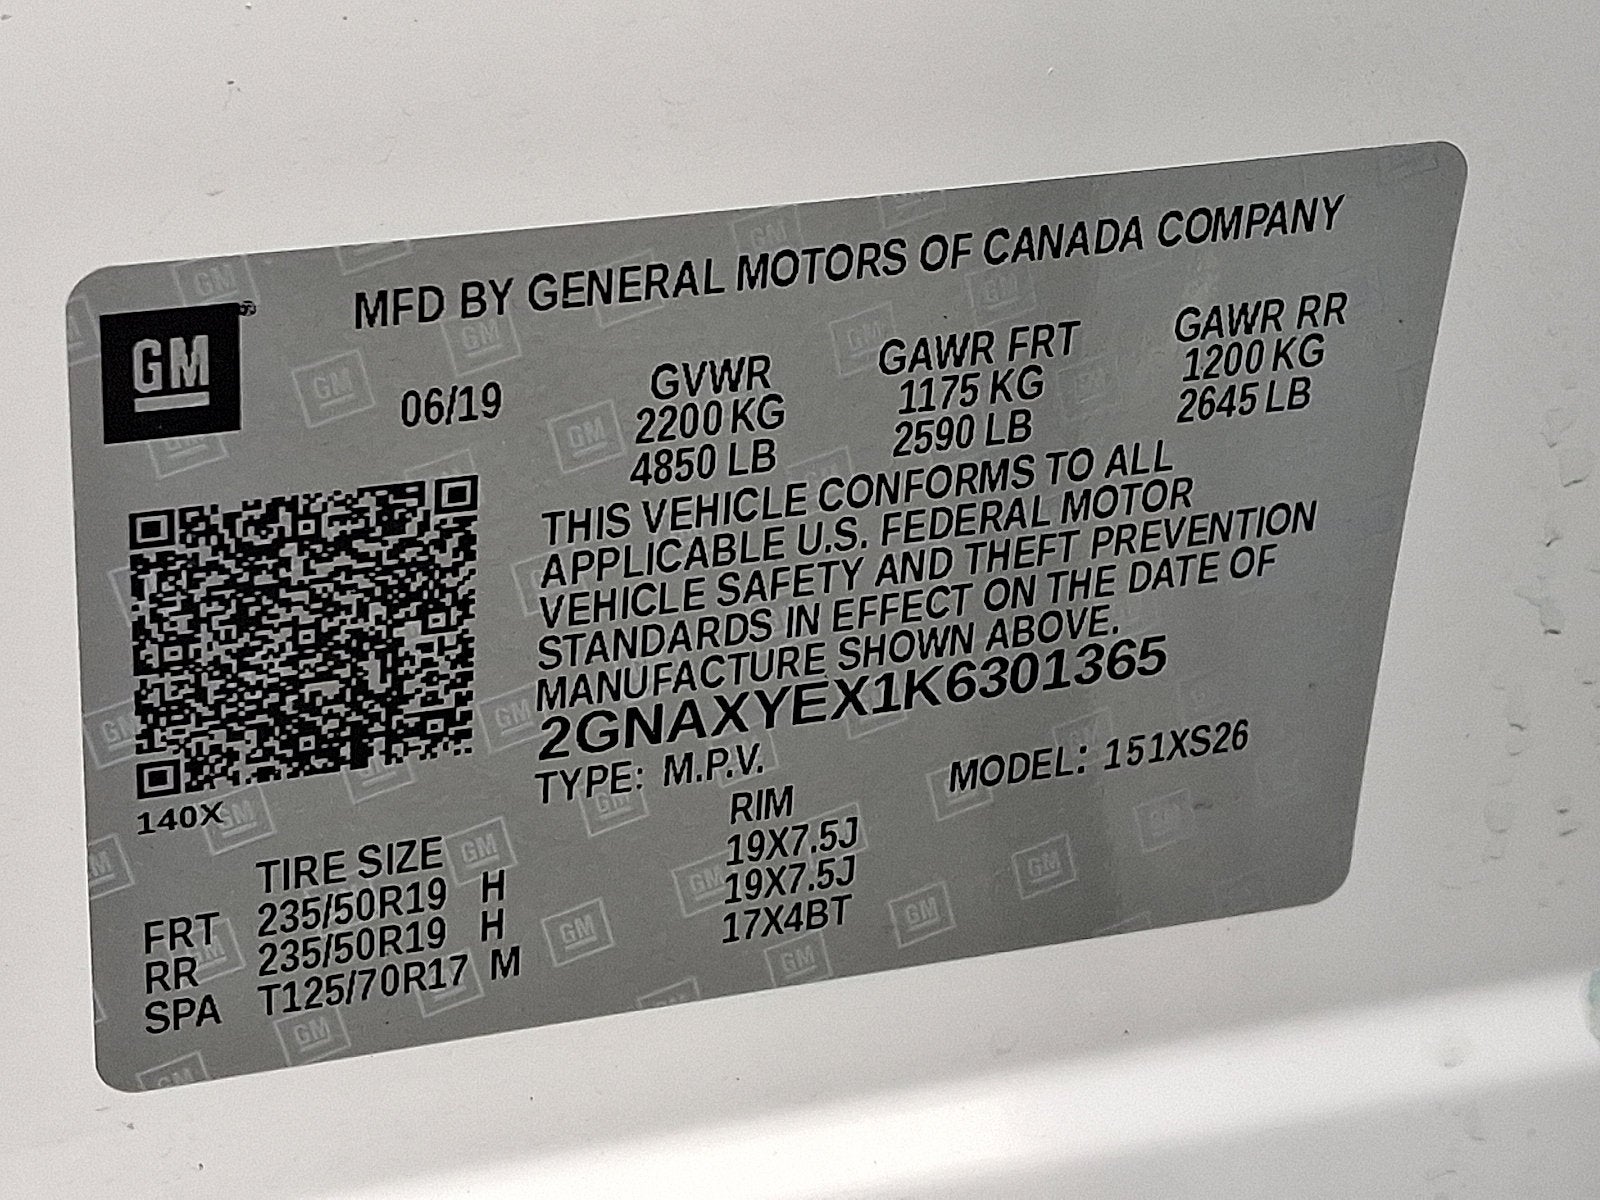 MFD BY GENERAL MOTORS OF CANADA COMPANY
GM
06/19
GVWR
2200 KG
4850 LB
GAWR FRT
1175 KG
2590 LB
GAWR RR
1200 KG
2645 LB
THIS VEHICLE CONFORMS TO ALL
APPLICABLE U.S. FEDERAL MOTOR
VEHICLE SAFETY AND THEFT PREVENTION
STANDARDS IN EFFECT ON THE DATE OF
MANUFACTURE SHOWN ABOVE.
2GNAXYEX1K6301365
TYPE: M.P.V. MODEL: 151XS26
140X
TIRE SIZE RIM
FRT 235/50R19 H 19X7.5J
RR 235/50R19 H 19X7.5J
SPA T125/70R17 M 17X4BT